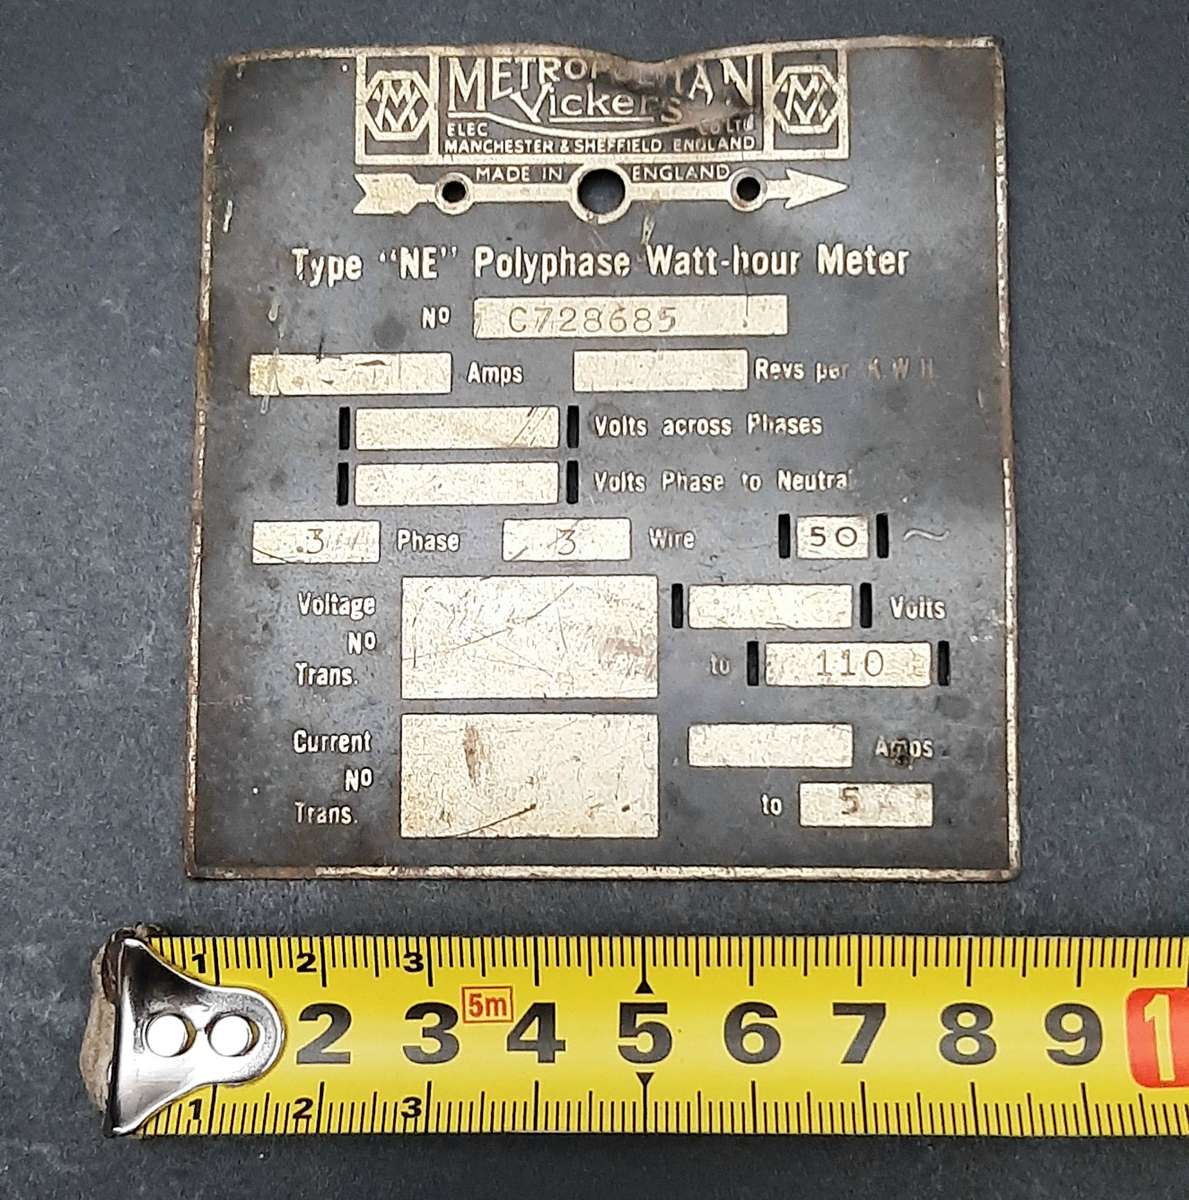 METROPOLITAN
Vickers
ELEC CO LTD
MANCHESTER & SHEFFIELD, ENGLAND
MADE IN ENGLAND
Type "NE" Polyphase Watt-hour Meter
Nº C728685
Amps Revs per K.W.H.
Volts across Phases
Volts Phase to Neutral
3 Phase 3 Wire 50 ~
Voltage Nº Trans. Volts
to 110
Current Nº Trans. Amps
to 5
1 2 3
5m
2 3 4 5 6 7 8 9 1
1 2 3